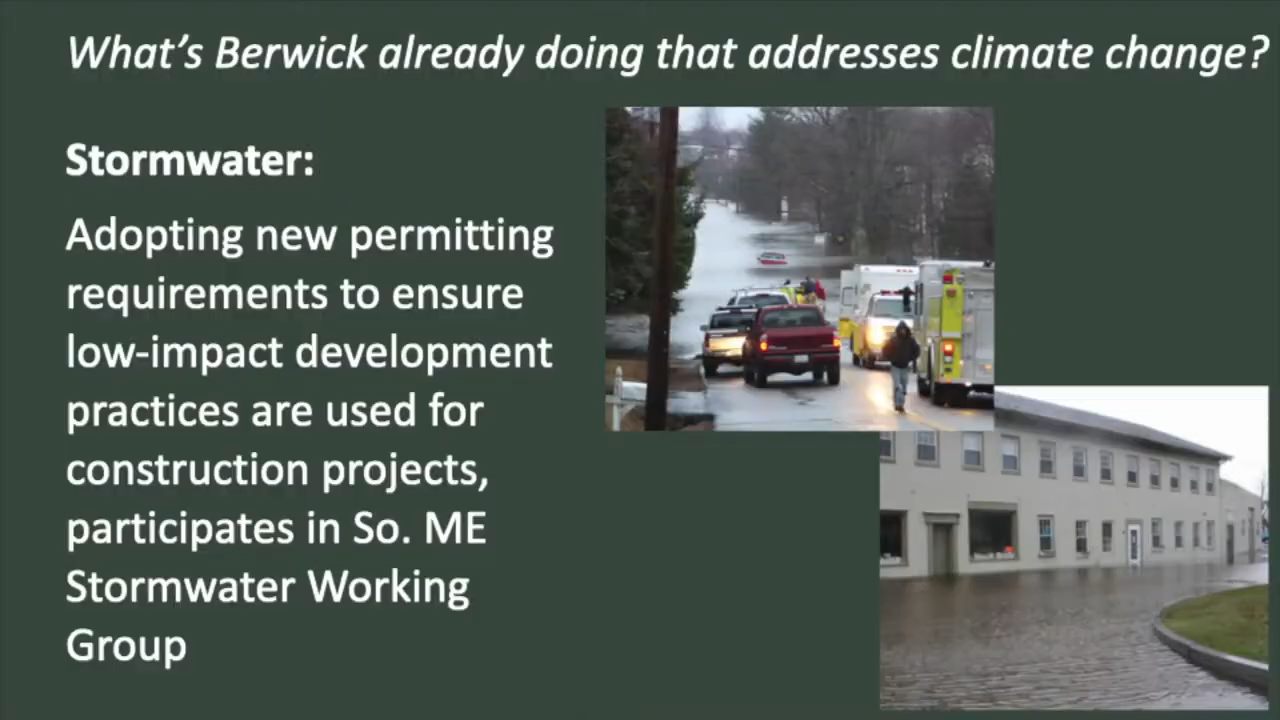 What’s Berwick already doing that addresses climate change?
Stormwater:
Adopting new permitting
requirements to ensure
low-impact development
practices are used for
construction projects,
participates in So. ME
Stormwater Working
Group